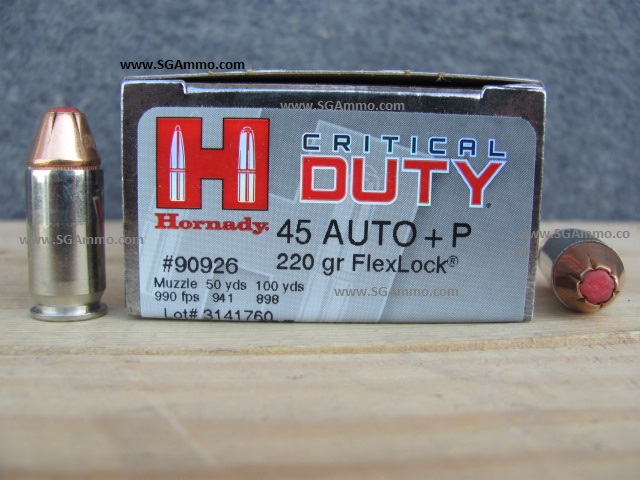 www.SGAmmo.com
www.SGAmmo.com
CRITICAL
DUTY
H
Hornady
45 AUTO + P
#90926
220 gr FlexLock®
Muzzle 50 yds 100 yds
990 fps 941 898
www.SGAmmo.com
Lot# 3141760
www.SGAmmo.com
www.SGAmmo.co